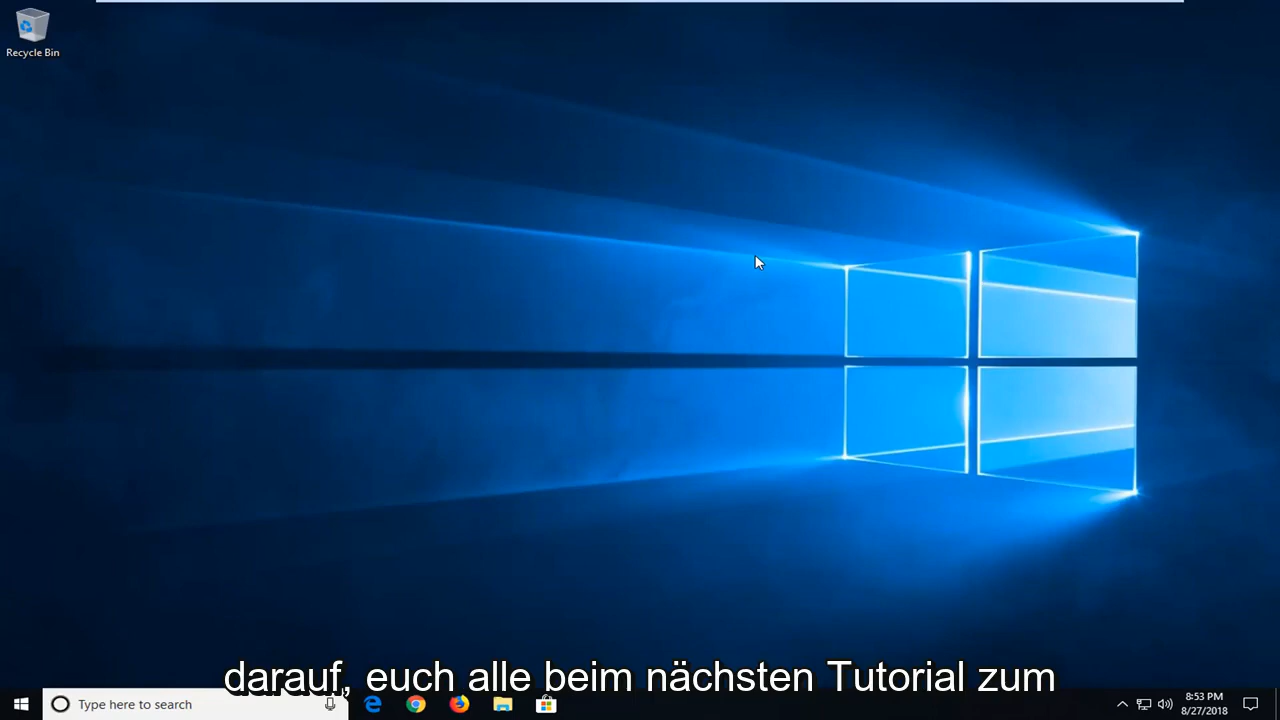 Recycle Bin
darauf, euch alle beim nächsten Tutorial zum
Type here to search
8:53 PM
8/27/2018